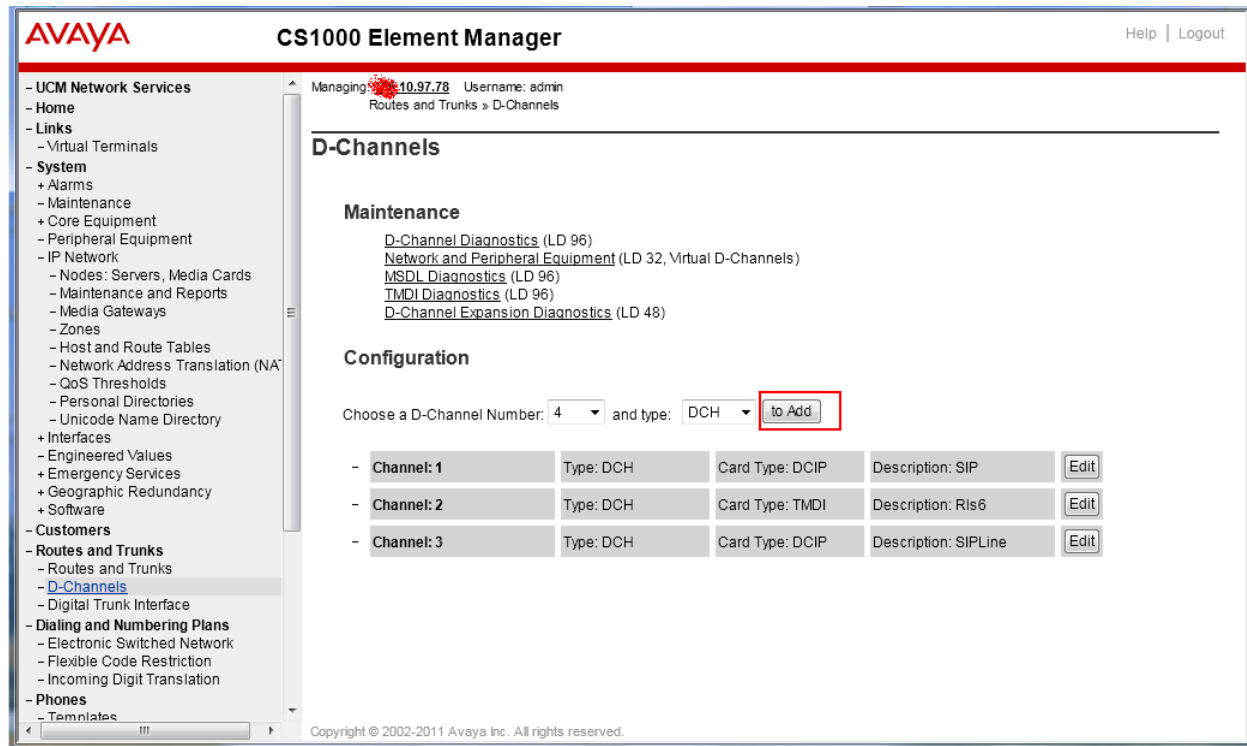 AVAYA
CS1000 Element Manager
Help | Logout
- UCM Network Services
- Home
- Links
- Virtual Terminals
- System
+ Alarms
- Maintenance
+ Core Equipment
- Peripheral Equipment
- IP Network
- Nodes: Servers, Media Cards
- Maintenance and Reports
- Media Gateways
- Zones
- Host and Route Tables
- Network Address Translation (NAT
- QoS Thresholds
- Personal Directories
- Unicode Name Directory
+ Interfaces
- Engineered Values
+ Emergency Services
+ Geographic Redundancy
+ Software
- Customers
- Routes and Trunks
- Routes and Trunks
- D-Channels
- Digital Trunk Interface
- Dialing and Numbering Plans
- Electronic Switched Network
- Flexible Code Restriction
- Incoming Digit Translation
- Phones
- Templates
Managing: .10.97.78 Username: admin
Routes and Trunks » D-Channels
D-Channels
Maintenance
D-Channel Diagnostics (LD 96)
Network and Peripheral Equipment (LD 32, Virtual D-Channels)
MSDL Diagnostics (LD 96)
TMDI Diagnostics (LD 96)
D-Channel Expansion Diagnostics (LD 48)
Configuration
Choose a D-Channel Number: 4 and type: DCH to Add
- Channel: 1 Type: DCH Card Type: DCIP Description: SIP Edit
- Channel: 2 Type: DCH Card Type: TMDI Description: Rls6 Edit
- Channel: 3 Type: DCH Card Type: DCIP Description: SIPLine Edit
Copyright © 2002-2011 Avaya Inc. All rights reserved.